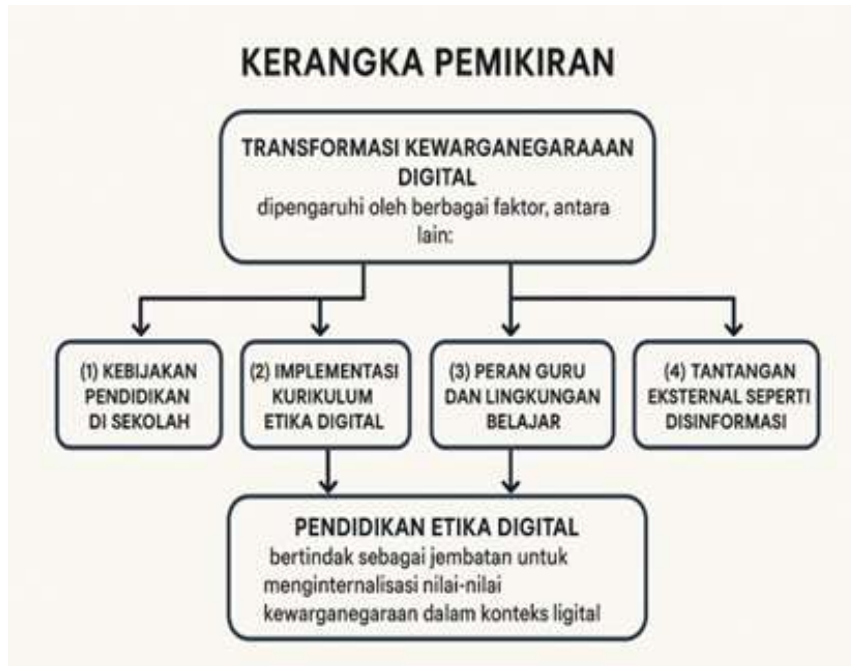 KERANGKA PEMIKIRAN
TRANSFORMASI KEWARGANEGARAAAN
DIGITAL
dipengaruhi oleh berbagai faktor, antara
lain:
(1) KEBIJAKAN
PENDIDIKAN
DI SEKOLAH
(2) IMPLEMENTASI
KURIKULUM
ETIKA DIGITAL
(3) PERAN GURU
DAN LINGKUNGAN
BELAJAR
(4) TANTANGAN
EKSTERNAL SEPERTI
DISINFORMASI
PENDIDIKAN ETIKA DIGITAL
bertindak sebagai jembatan untuk
menginternalisasi nilai-nilai
kewarganegaraan dalam konteks ligital